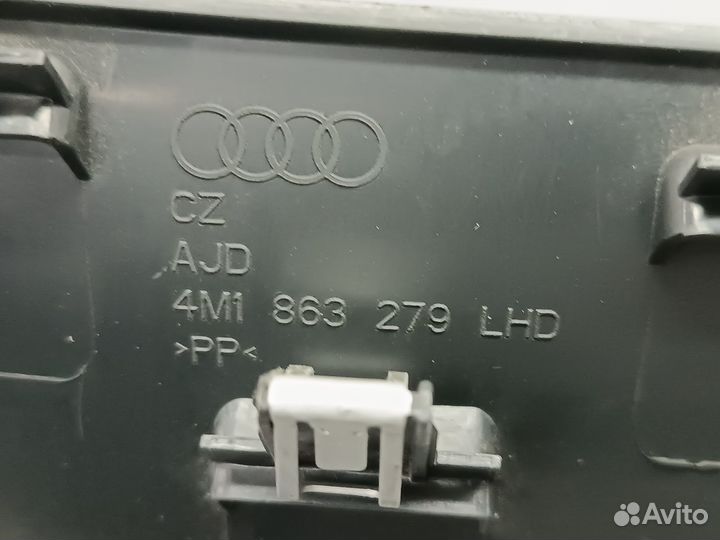 CZ
AJD
4M1 863 279 LHD
>PP<
Avito